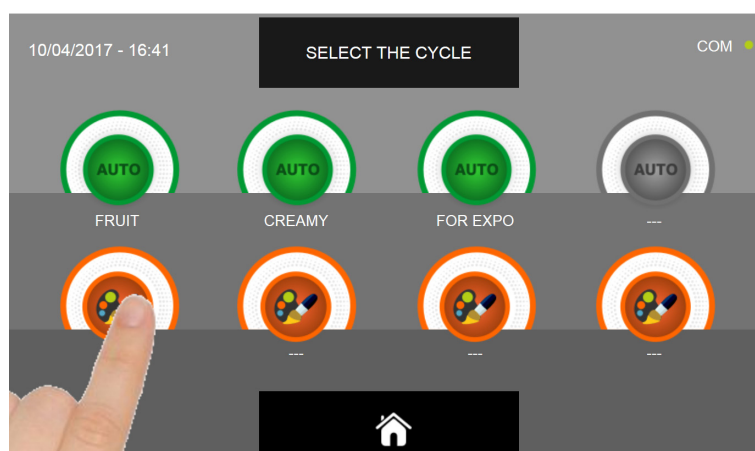 10/04/2017 - 16:41
SELECT THE CYCLE
COM
AUTO
AUTO
AUTO
AUTO
FRUIT
CREAMY
FOR EXPO
---
---
---
---